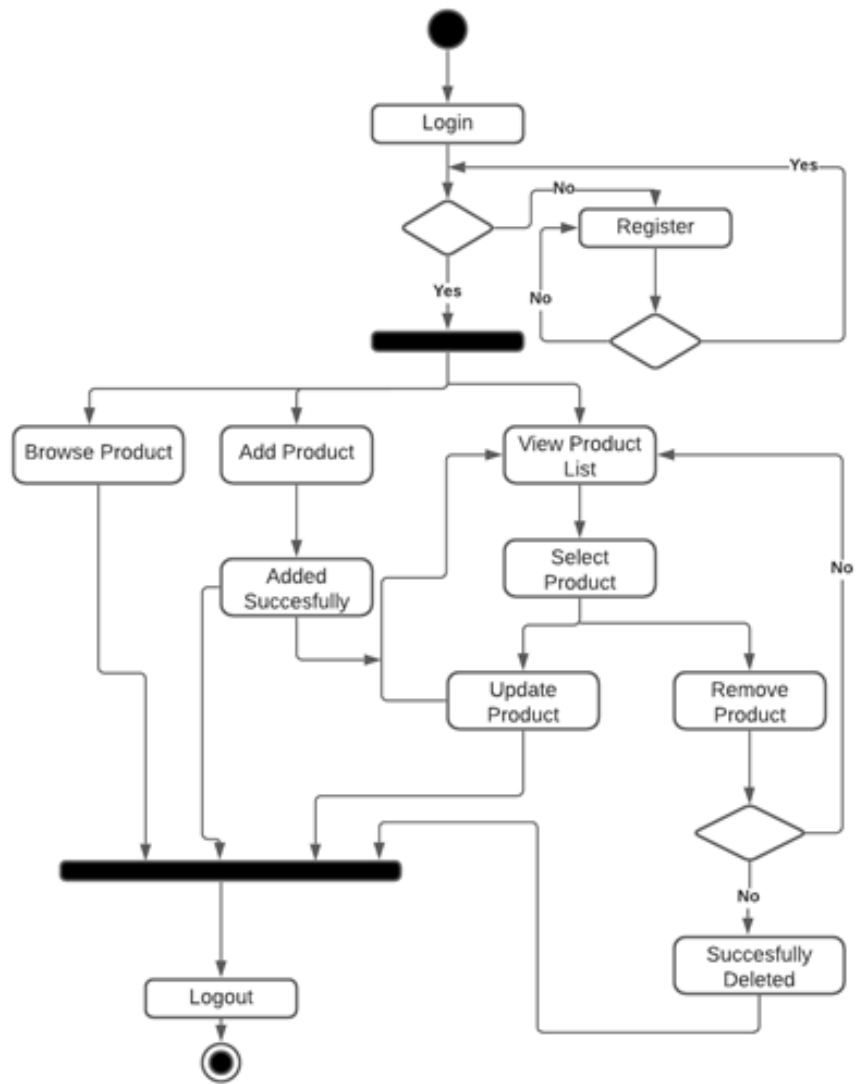 Login
Yes
No
Register
Yes
No
Browse Product
Add Product
View Product
List
Select
Product
Added
Succesfully
No
Update
Product
Remove
Product
No
Succesfully
Deleted
Logout